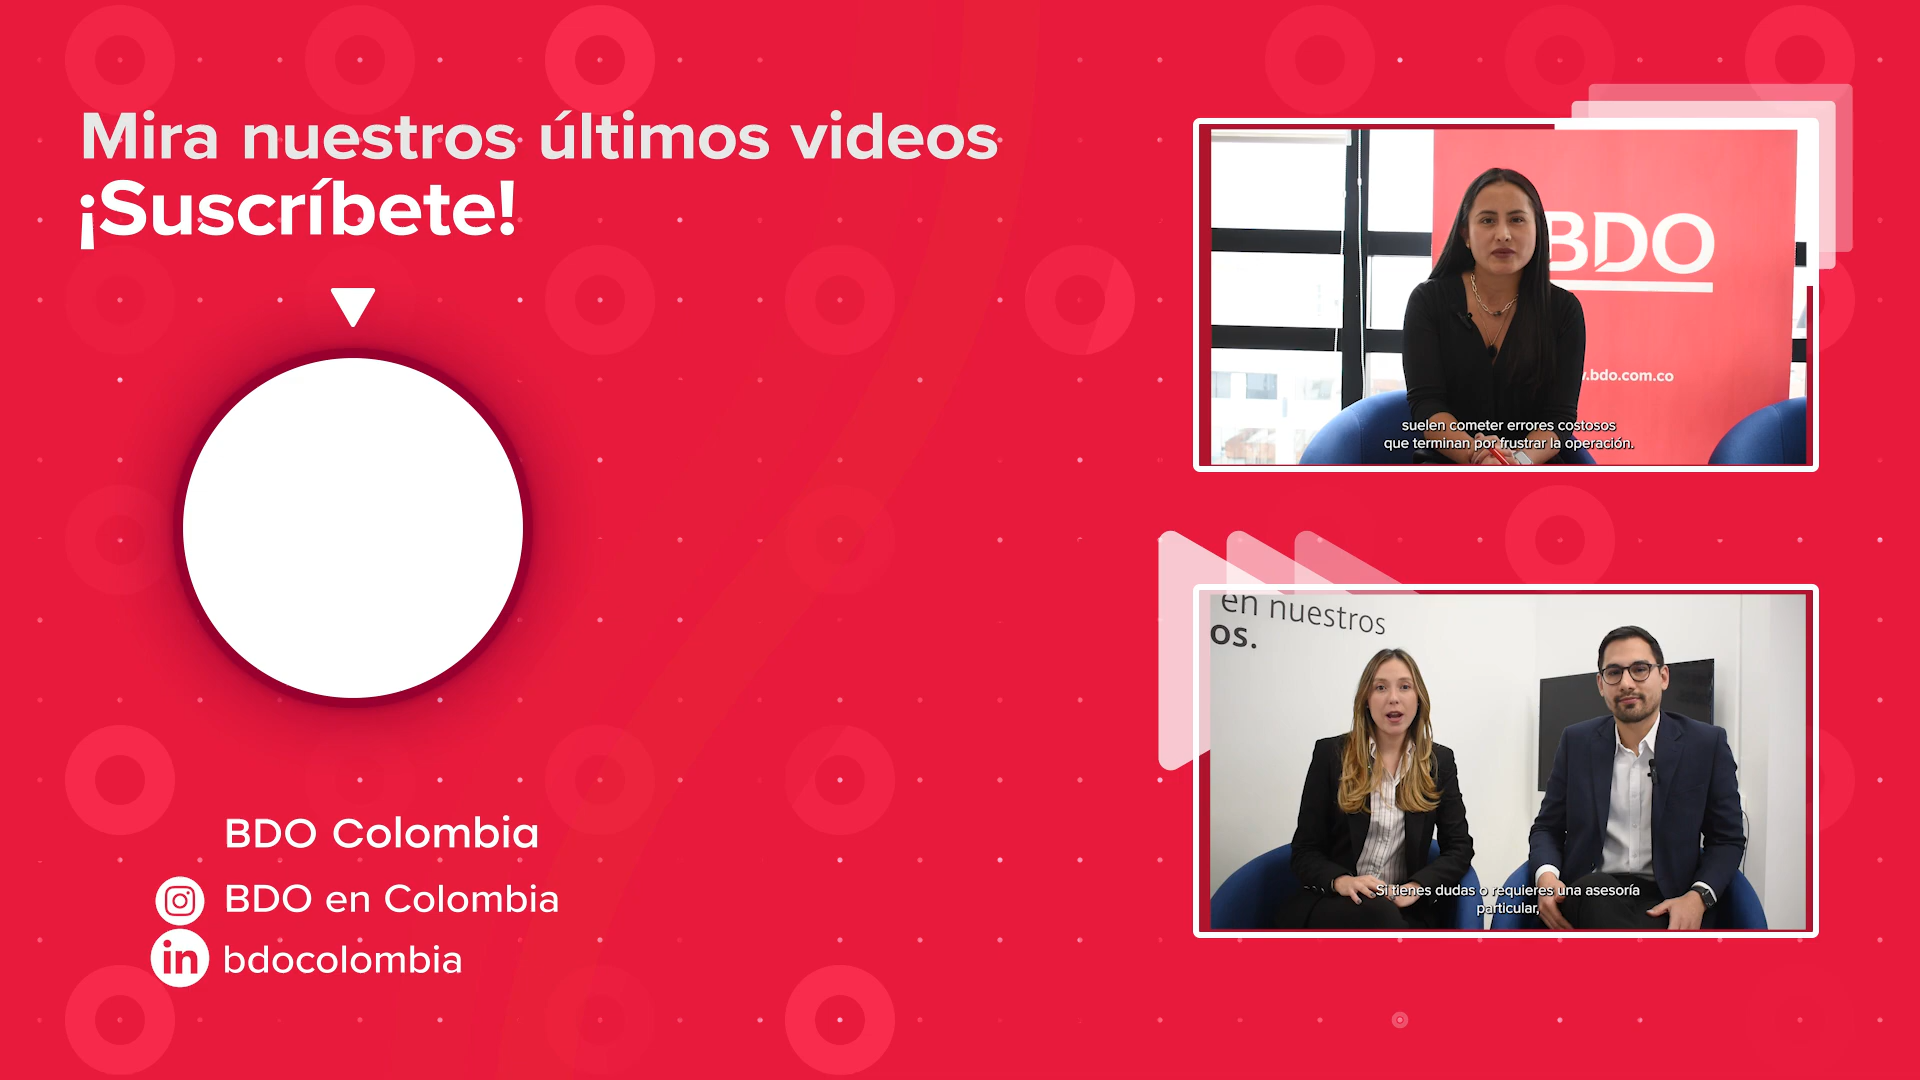 Mira nuestros últimos videos
¡Suscríbete!
BDO Colombia
BDO en Colombia
in bdocolombia
BDO
.bdo.com.co
suelen cometer errores costosos
que terminan por frustrar la operación.
en nuestros
os.
Si tienes dudas o requieres una asesoría
particular,